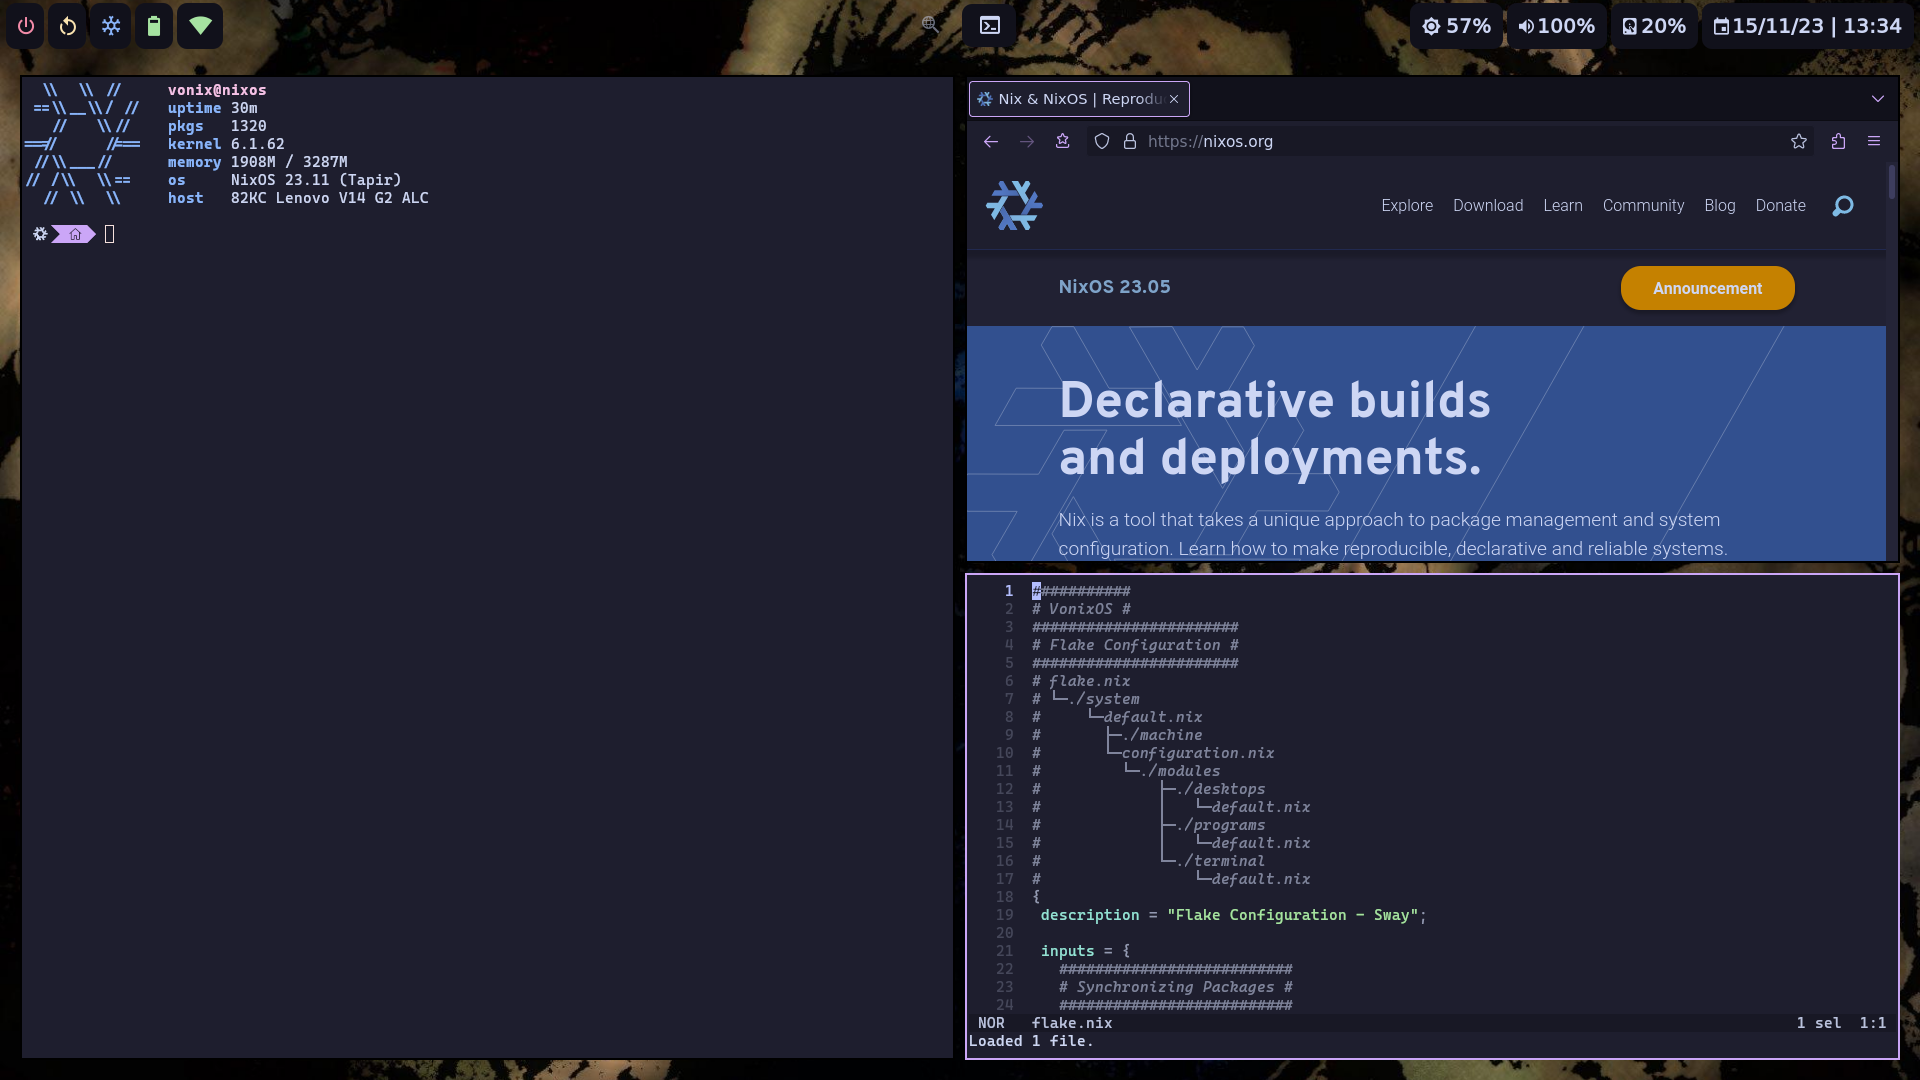 57% 100% 20% 15/11/23 | 13:34
vonix@nixos
uptime 30m
pkgs 1320
kernel 6.1.62
memory 1908M / 3287M
os NixOS 23.11 (Tapir)
host 82KC Lenovo V14 G2 ALC
Nix & NixOS | Reprodu
https://nixos.org
Explore Download Learn Community Blog Donate
NixOS 23.05 Announcement
Declarative builds
and deployments.
Nix is a tool that takes a unique approach to package management and system
configuration. Learn how to make reproducible, declarative and reliable systems.
1 ###########
2 # VonixOS #
3 #######################
4 # Flake Configuration #
5 #######################
6 # flake.nix
7 # └─./system
8 #     └─default.nix
9 #       ├─./machine
10 #       └─configuration.nix
11 #         └─./modules
12 #             ├─./desktops
13 #             │   └─default.nix
14 #             ├─./programs
15 #             │   └─default.nix
16 #             └─./terminal
17 #                 └─default.nix
18 {
19  description = "Flake Configuration - Sway";
20
21  inputs = {
22    ##########################
23    # Synchronizing Packages #
24    ##########################
NOR flake.nix 1 sel 1:1
Loaded 1 file.